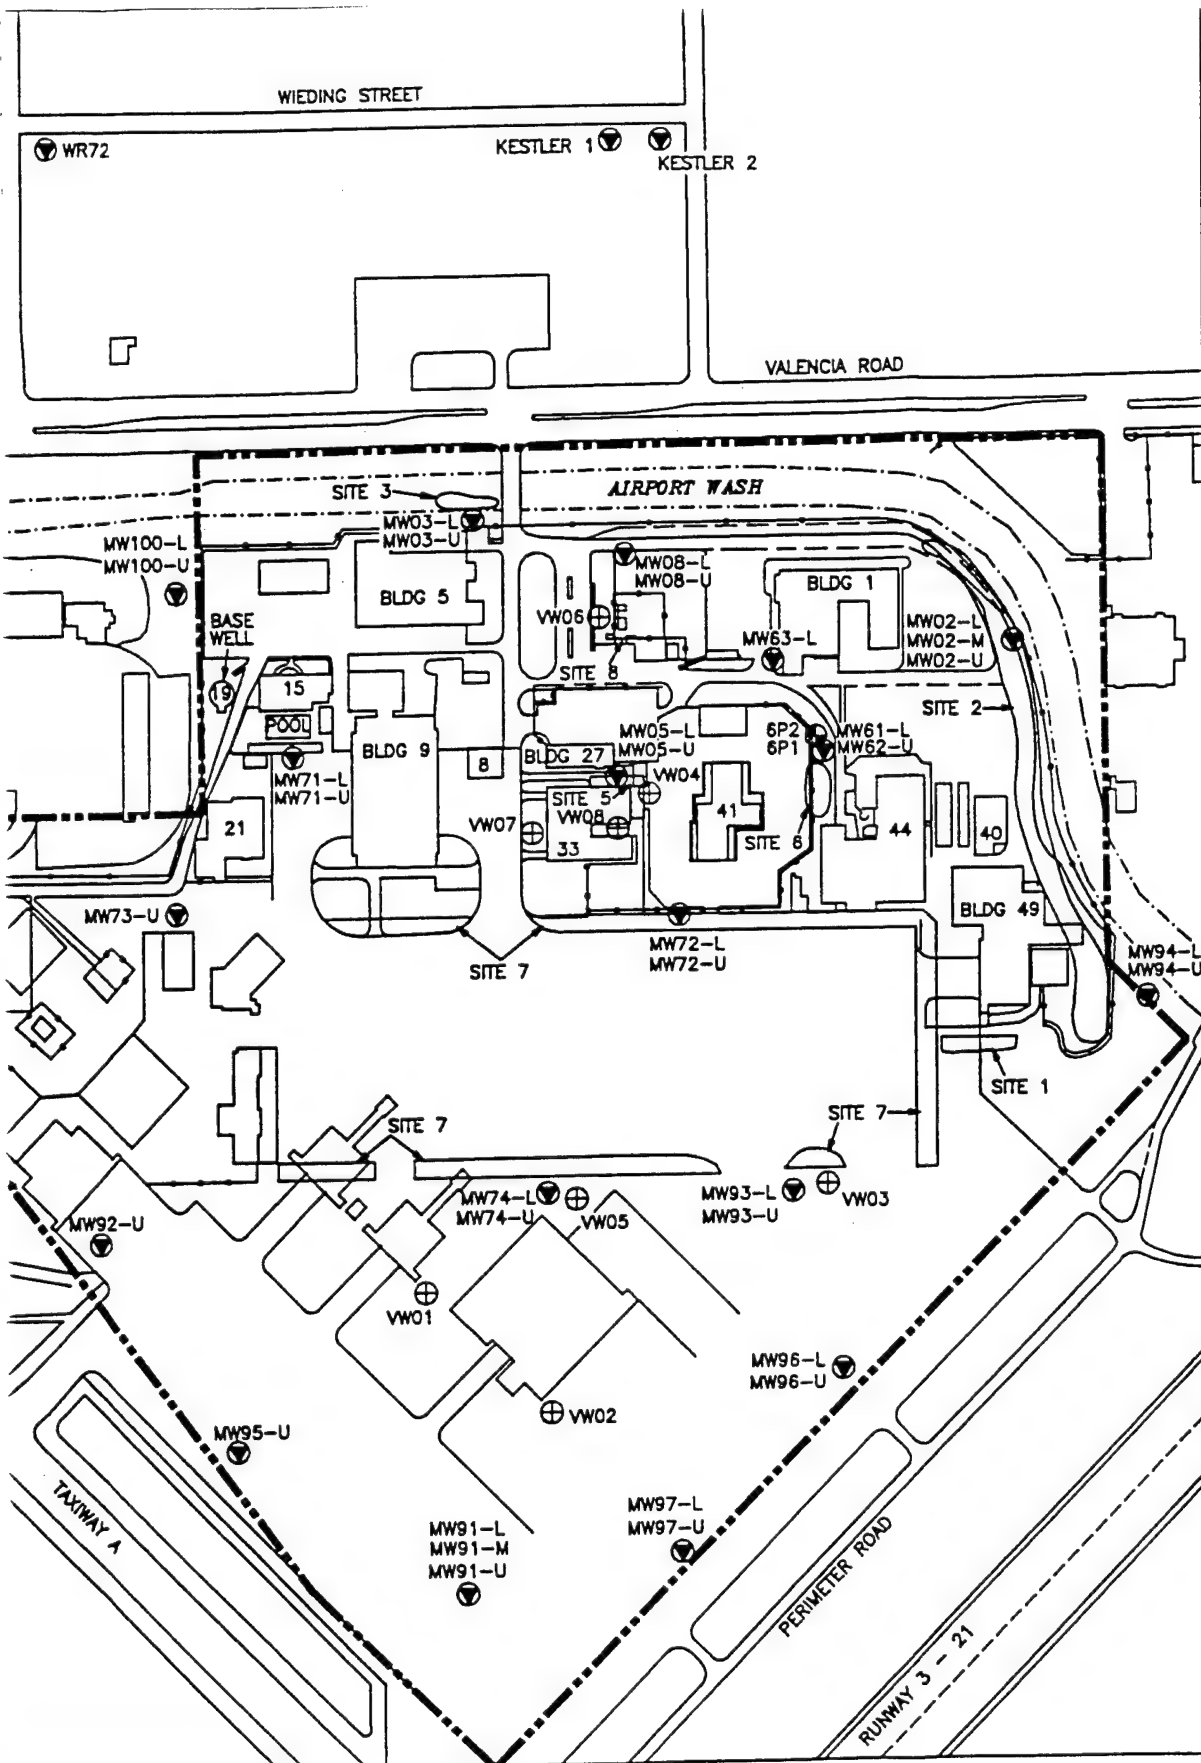 WIEDING STREET
WR72
KESTLER 1
KESTLER 2
VALENCIA ROAD
AIRPORT WASH
SITE 3
MW03-L
MW03-U
MW100-L
MW100-U
MW08-L
MW08-U
BLDG 5
BLDG 1
VW06
BASE
WELL
MW63-L
MW02-L
MW02-M
MW02-U
SITE 8
19
15
SITE 2
POOL
MW05-L
MW05-U
6P2
6P1
MW61-L
MW62-U
BLDG 9
8
BLDG 27
VW04
MW71-L
MW71-U
SITE 5
VW08
41
21
VW07
33
SITE 6
44
40
MW73-U
BLDG 49
MW72-L
MW72-U
SITE 7
MW94-L
MW94-U
SITE 1
SITE 7
SITE 7
MW74-L
MW74-U
VW05
MW93-L
MW93-U
VW03
MW92-U
VW01
MW96-L
MW96-U
VW02
MW95-U
TAXIWAY A
MW91-L
MW91-M
MW91-U
MW97-L
MW97-U
PERIMETER ROAD
RUNWAY 3 - 21